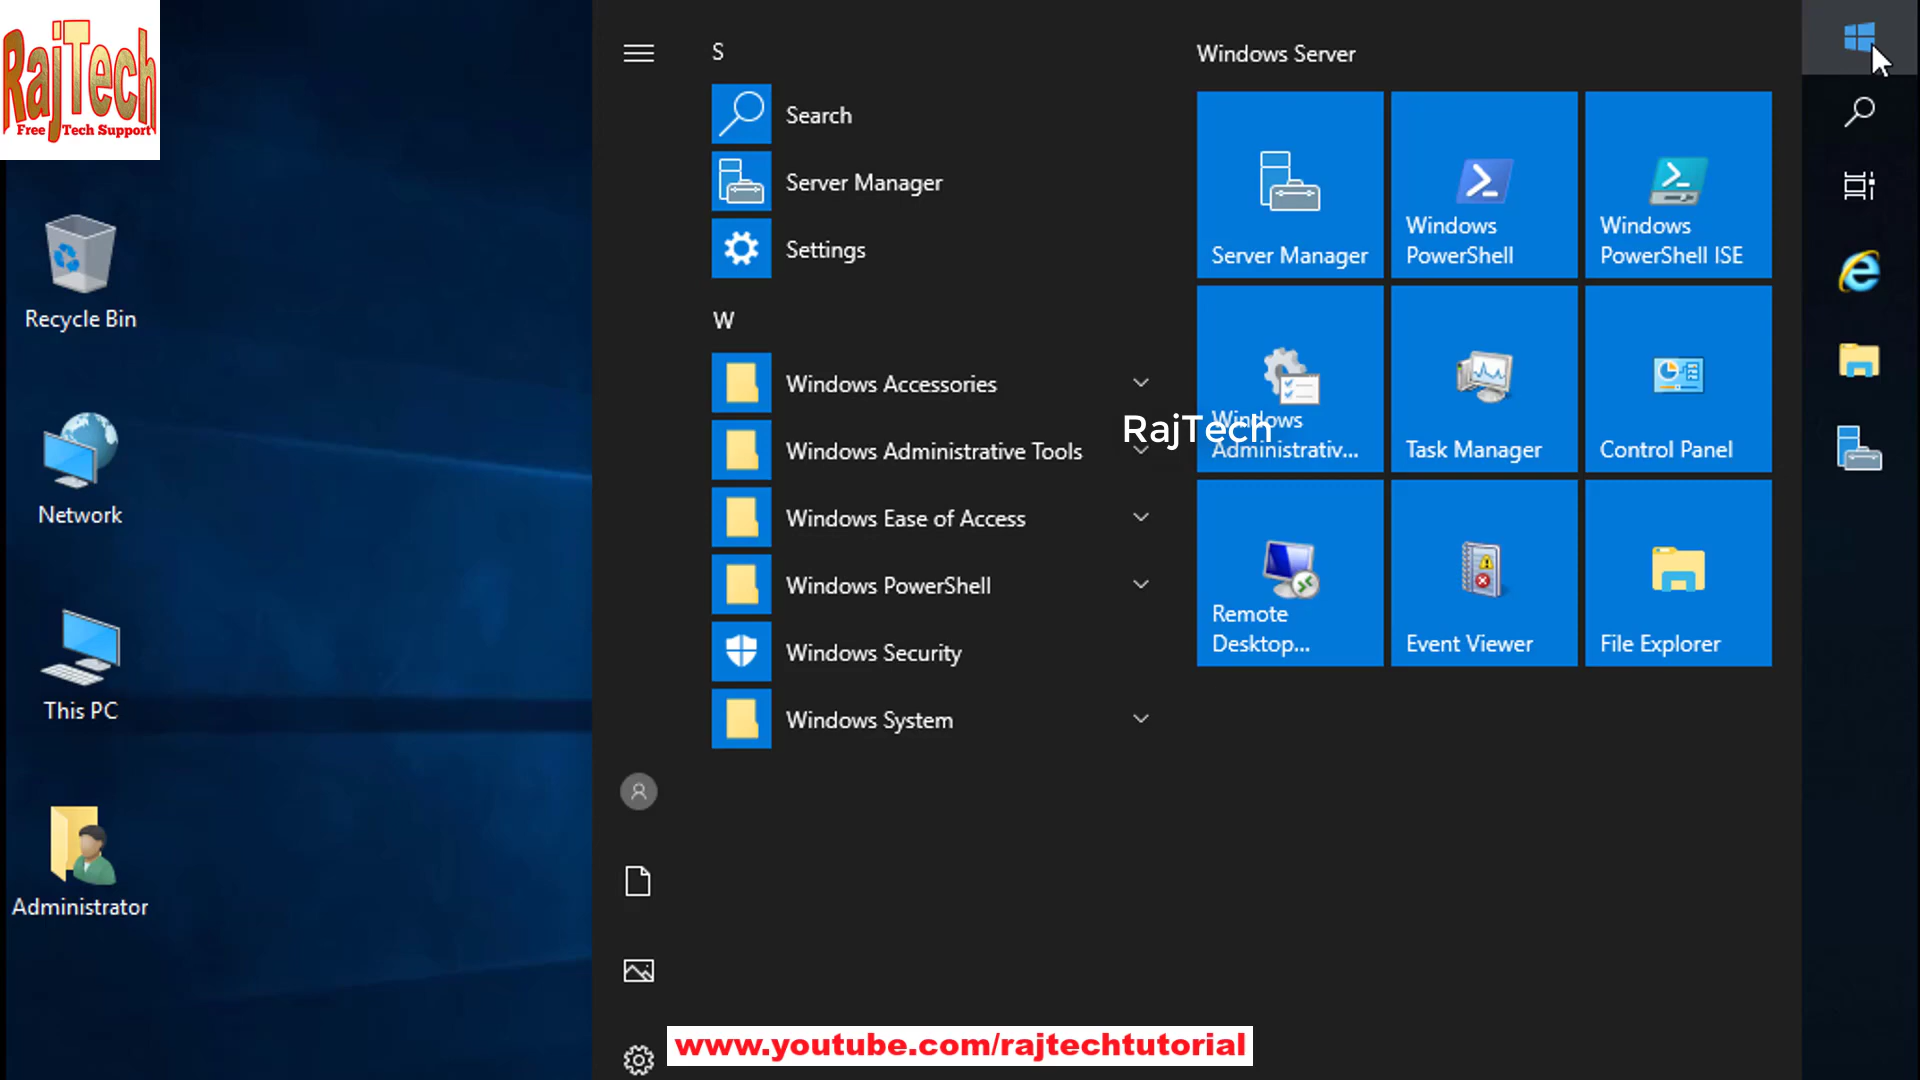 RajTech
Free Tech Support
Recycle Bin
Network
This PC
Administrator
S
Search
Server Manager
Settings
W
Windows Accessories
Windows Administrative Tools
Windows Ease of Access
Windows PowerShell
Windows Security
Windows System
Windows Server
Server Manager
Windows
PowerShell
Windows
PowerShell ISE
Windows
Administrativ...
Task Manager
Control Panel
Remote
Desktop...
Event Viewer
File Explorer
RajTech
www.youtube.com/rajtechtutorial